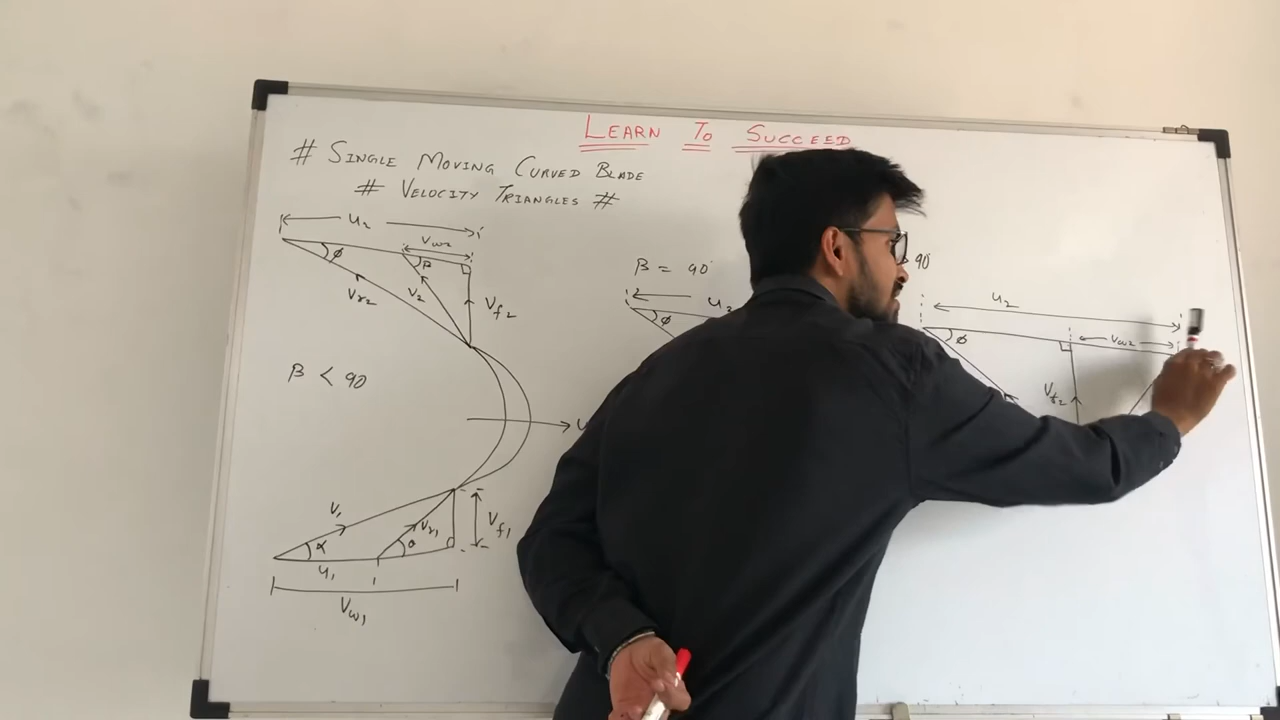 LEARN TO SUCCEED
# SINGLE MOVING CURVED BLADE
# VELOCITY TRIANGLES #
u₂
Vw₂
φ
β
Vr₂
V₂
Vf₂
β < 90
u
V₁
Vr₁
Vf₁
α
θ
u₁
Vw₁
β = 90°
u₂
φ
90°
u₂
φ
Vw₂
Vf₂